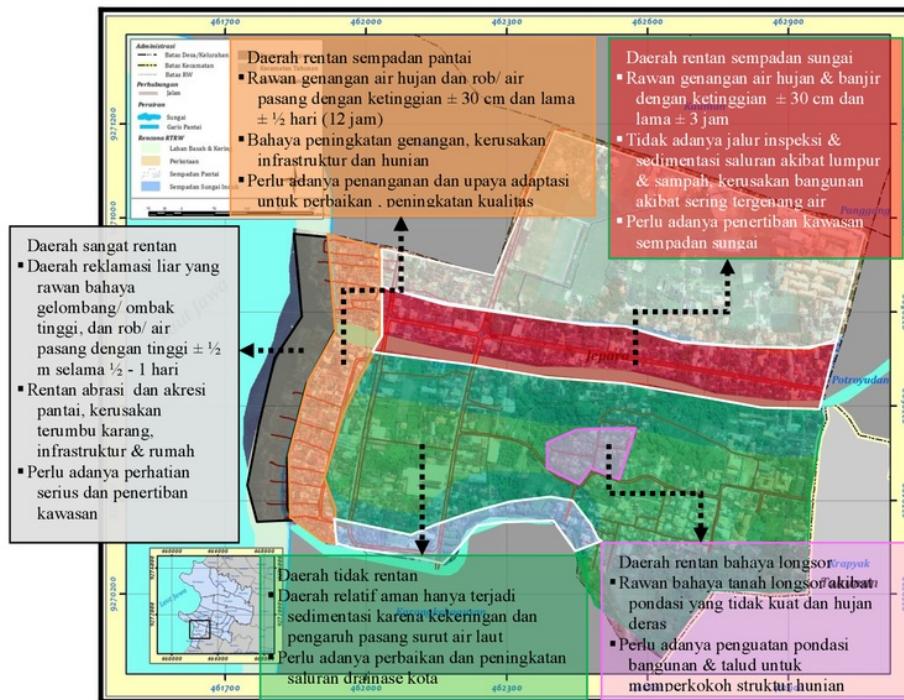 461700 462000 462300 462600 462900
Administrasi
Batas Desa/Kelurahan
Batas Kecamatan
Batas RW
Perhubungan
Jalan
Perairan
Sungai
Garis Pantai
Rencana RTRW
Lahan Basah & Kering
Perkotaan
Sempadan Pantai
Sempadan Sungai
Daerah rentan sempadan pantai
▪ Rawan genangan air hujan dan rob/ air
pasang dengan ketinggian ± 30 cm dan lama
± ½ hari (12 jam)
▪ Bahaya peningkatan genangan, kerusakan
infrastruktur dan hunian
▪ Perlu adanya penanganan dan upaya adaptasi
untuk perbaikan , peningkatan kualitas
Daerah rentan sempadan sungai
▪ Rawan genangan air hujan & banjir
dengan ketinggian ± 30 cm dan
lama ± 3 jam
▪ Tidak adanya jalur inspeksi &
sedimentasi saluran akibat lumpur
& sampah, kerusakan bangunan
akibat sering tergenang air
▪ Perlu adanya penertiban kawasan
sempadan sungai
9271200
Panggang
Daerah sangat rentan
▪ Daerah reklamasi liar yang
rawan bahaya
gelombang/ ombak
tinggi, dan rob/ air
pasang dengan tinggi ± ½
m selama ½ - 1 hari
▪ Rentan abrasi dan akresi
pantai, kerusakan
terumbu karang,
infrastruktur & rumah
▪ Perlu adanya perhatian
serius dan penertiban
kawasan
Jepara
Potroyudan
Daerah tidak rentan
▪ Daerah relatif aman hanya terjadi
sedimentasi karena kekeringan dan
pengaruh pasang surut air laut
▪ Perlu adanya perbaikan dan peningkatan
saluran drainase kota
Daerah rentan bahaya longsor
▪ Rawan bahaya tanah longsor akibat
pondasi yang tidak kuat dan hujan
deras
▪ Perlu adanya penguatan pondasi
bangunan & talud untuk
memperkokoh struktur hunian
Krapyak
9270200
461700 462000 462300 462900